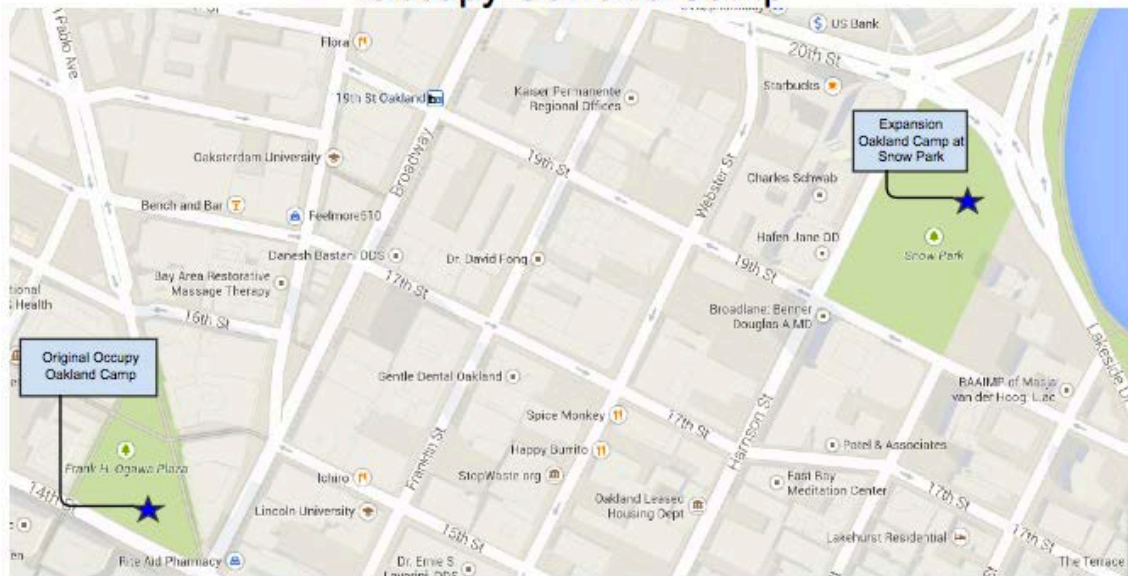 US Bank
20th St
Flora
Starbucks
19th St Oakland
Kaiser Permanente
Regional Offices
Pablo Ave
Expansion
Oakland Camp at
Snow Park
Oaksterdam University
Broadway
19th St
Webster St
Charles Schwab
Bench and Bar
Feelmore510
Hafen Jane OD
Snow Park
Danesh Bastani DDS
Dr. David Fong
Bay Area Restorative
Massage Therapy
17th St
19th St
Health
16th St
Broadlane: Benner
Douglas A MD
Lakeside Dr
Original Occupy
Oakland Camp
Gentle Dental Oakland
BAAIMP of Masja
van der Hoog: L.ac
Spice Monkey
17th St
Harrison St
Happy Burrito
Patel & Associates
Frank H. Ogawa Plaza
Ichiro
Franklin St
StopWaste org
East Bay
Meditation Center
14th St
Lincoln University
Oakland Leased
Housing Dept
17th St
15th St
Lakehurst Residential
17th St
Rite Aid Pharmacy
Dr. Ernie S
The Terrace